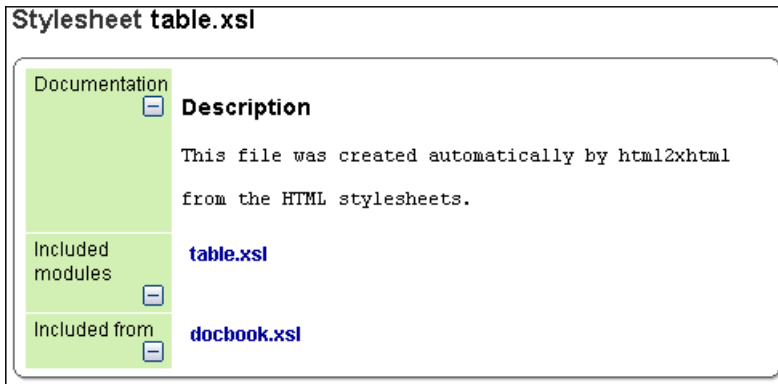 Stylesheet table.xsl
Documentation
Description
This file was created automatically by html2xhtml
from the HTML stylesheets.
Included
modules
table.xsl
Included from
docbook.xsl